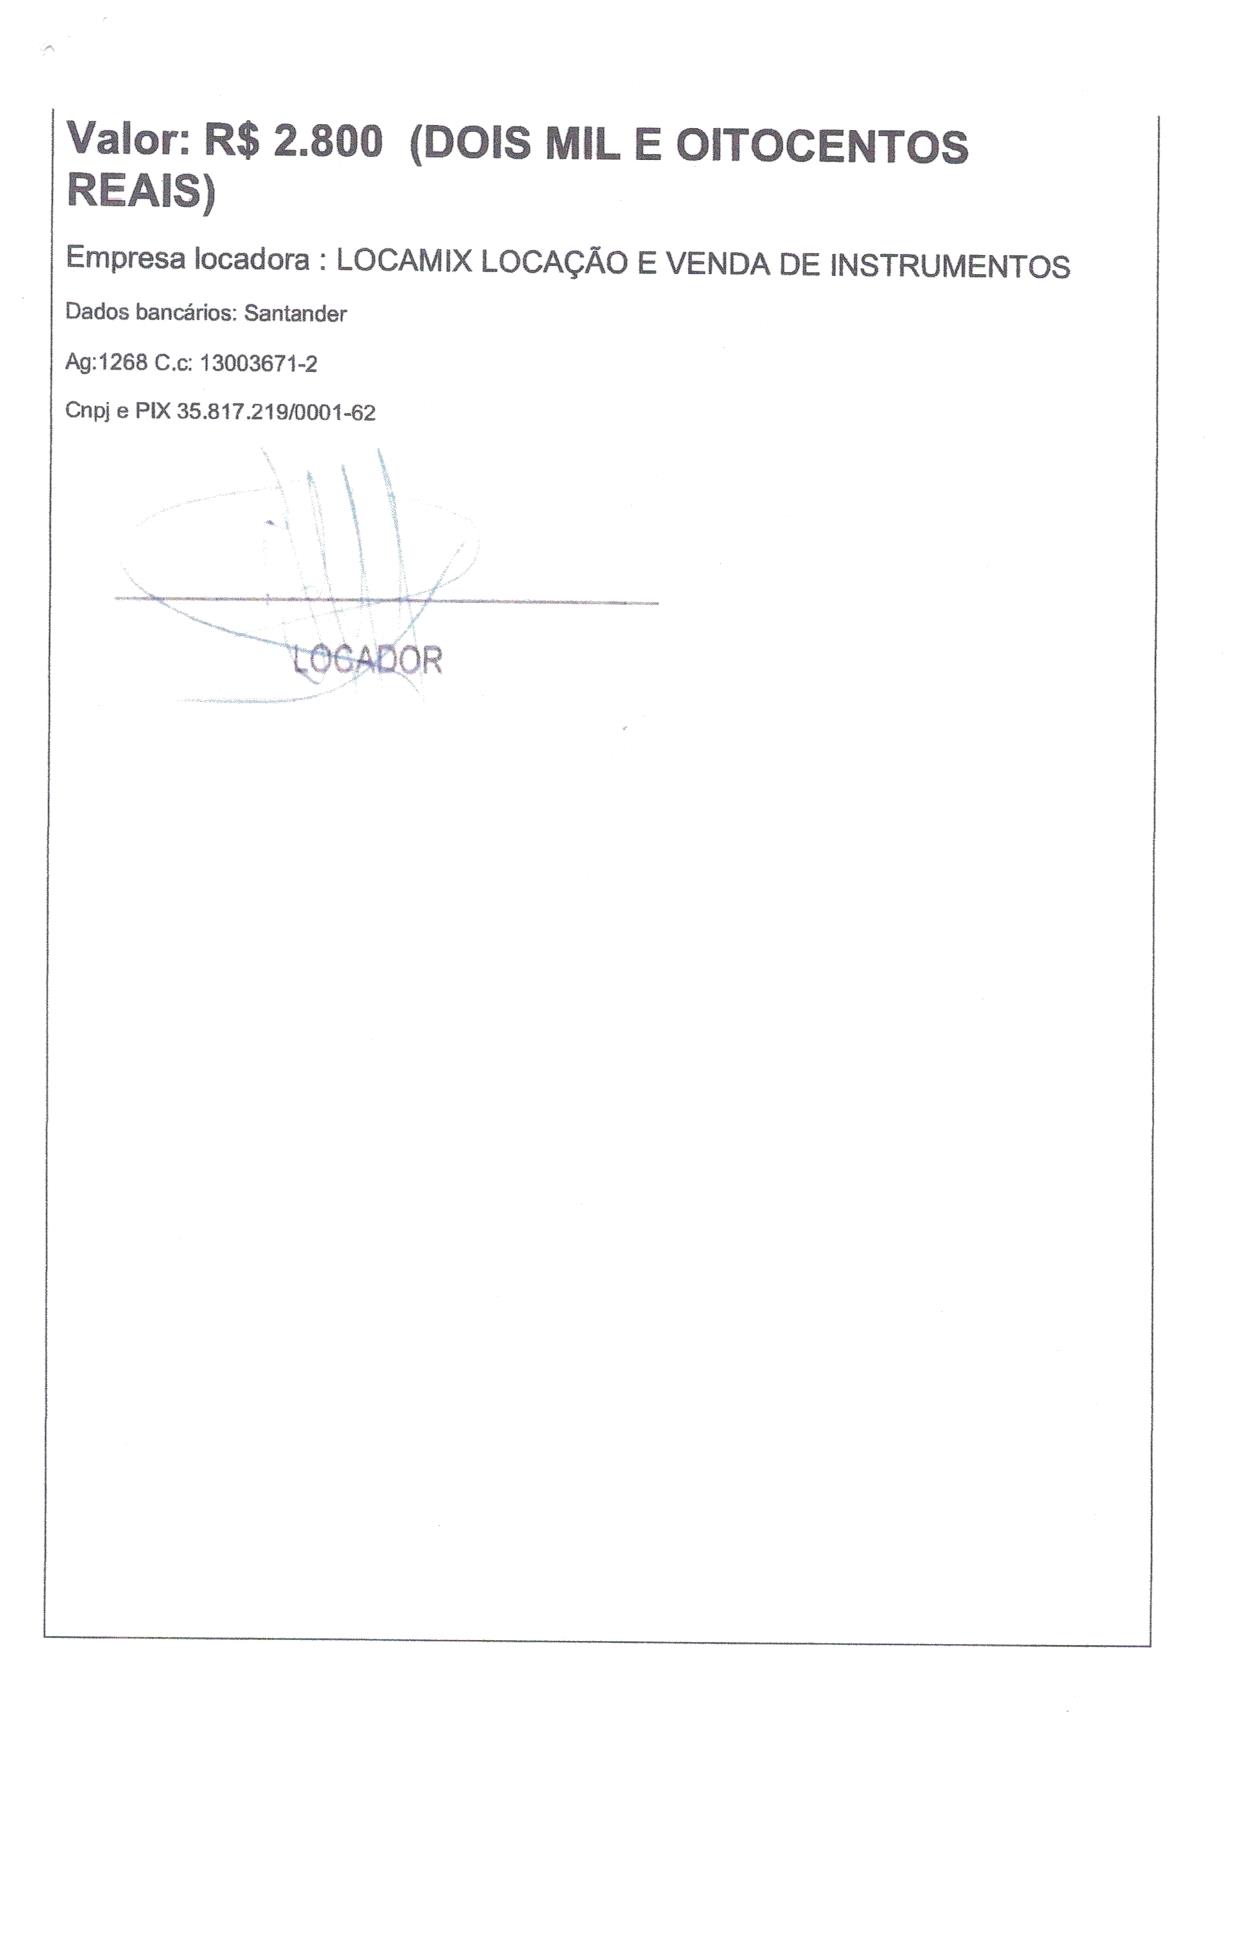 Valor: R$ 2.800 (DOIS MIL E OITOCENTOS
REAIS)
Empresa locadora : LOCAMIX LOCAÇÃO E VENDA DE INSTRUMENTOS
Dados bancários: Santander
Ag:1268 C.c: 13003671-2
Cnpj e PIX 35.817.219/0001-62
LOCADOR